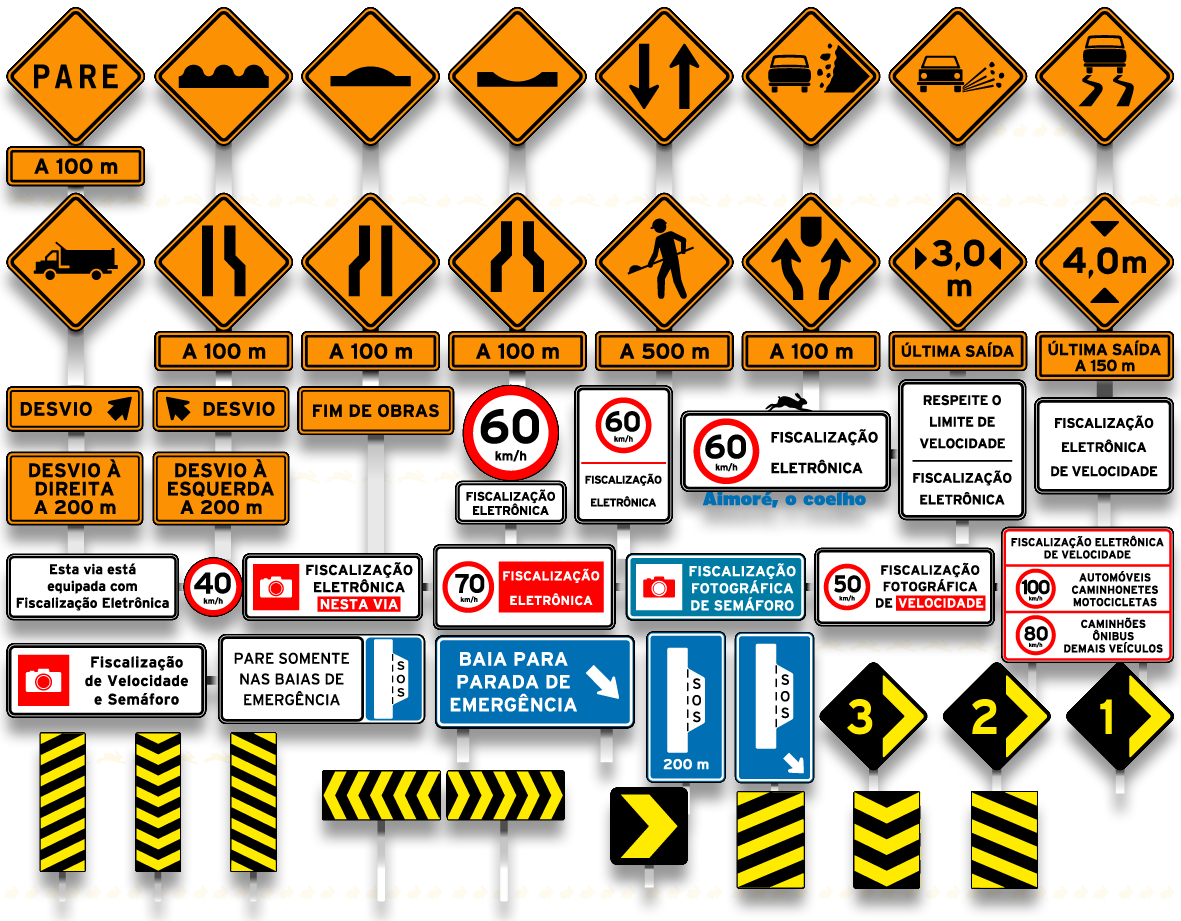 PARE
A 100 m
3,0
m
4,0m
A 100 m
A 100 m
A 100 m
A 500 m
A 100 m
ÚLTIMA SAÍDA
ÚLTIMA SAÍDA
A 150 m
DESVIO
DESVIO
FIM DE OBRAS
DESVIO À
DIREITA
A 200 m
DESVIO À
ESQUERDA
A 200 m
60
km/h
FISCALIZAÇÃO
ELETRÔNICA
60
km/h
FISCALIZAÇÃO
ELETRÔNICA
60
km/h
FISCALIZAÇÃO
ELETRÔNICA
Aimoré, o coelho
RESPEITE O
LIMITE DE
VELOCIDADE
FISCALIZAÇÃO
ELETRÔNICA
FISCALIZAÇÃO
ELETRÔNICA
DE VELOCIDADE
Esta via está
equipada com
Fiscalização Eletrônica
40
km/h
FISCALIZAÇÃO
ELETRÔNICA
NESTA VIA
70
km/h
FISCALIZAÇÃO
ELETRÔNICA
FISCALIZAÇÃO
FOTOGRÁFICA
DE SEMÁFORO
50
km/h
FISCALIZAÇÃO
FOTOGRÁFICA
DE VELOCIDADE
FISCALIZAÇÃO ELETRÔNICA
DE VELOCIDADE
100
km/h
AUTOMÓVEIS
CAMINHONETES
MOTOCICLETAS
80
km/h
CAMINHÕES
ÔNIBUS
DEMAIS VEÍCULOS
Fiscalização
de Velocidade
e Semáforo
PARE SOMENTE
NAS BAIAS DE
EMERGÊNCIA
SOS
BAIA PARA
PARADA DE
EMERGÊNCIA
SOS
200 m
SOS
3
2
1